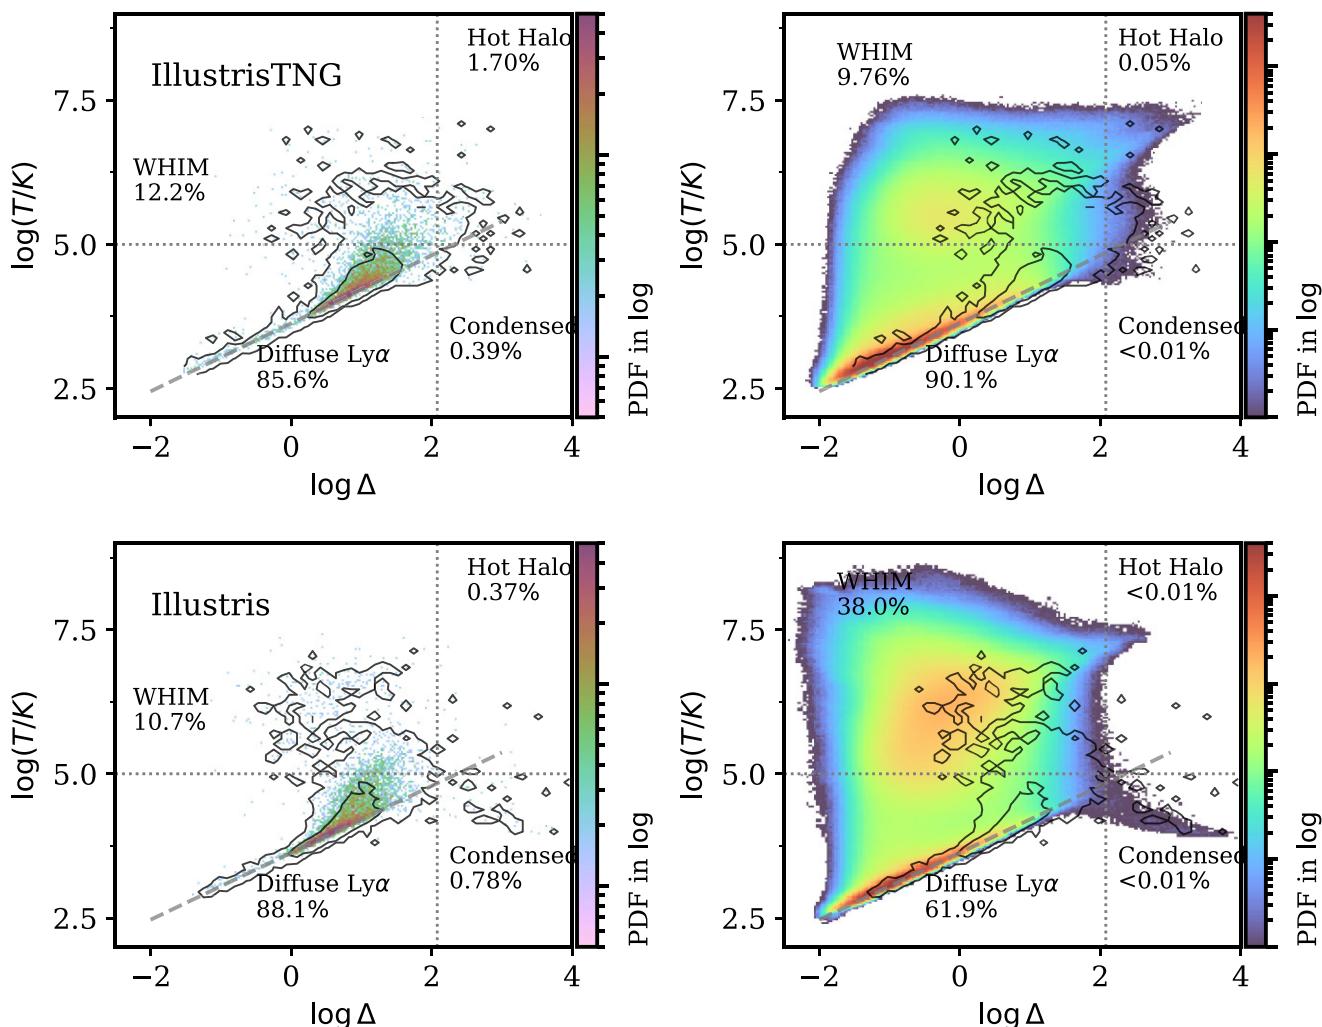 IllustrisTNG
Hot Halo
1.70%
WHIM
12.2%
Condensed
0.39%
Diffuse Lyα
85.6%
7.5
5.0
2.5
log(T/K)
−2 0 2 4
log Δ
PDF in log
WHIM
9.76%
Hot Halo
0.05%
Condensed
<0.01%
Diffuse Lyα
90.1%
7.5
5.0
2.5
log(T/K)
−2 0 2 4
log Δ
PDF in log
Illustris
Hot Halo
0.37%
WHIM
10.7%
Condensed
0.78%
Diffuse Lyα
88.1%
7.5
5.0
2.5
log(T/K)
−2 0 2 4
log Δ
PDF in log
WHIM
38.0%
Hot Halo
<0.01%
Condensed
<0.01%
Diffuse Lyα
61.9%
7.5
5.0
2.5
log(T/K)
−2 0 2 4
log Δ
PDF in log